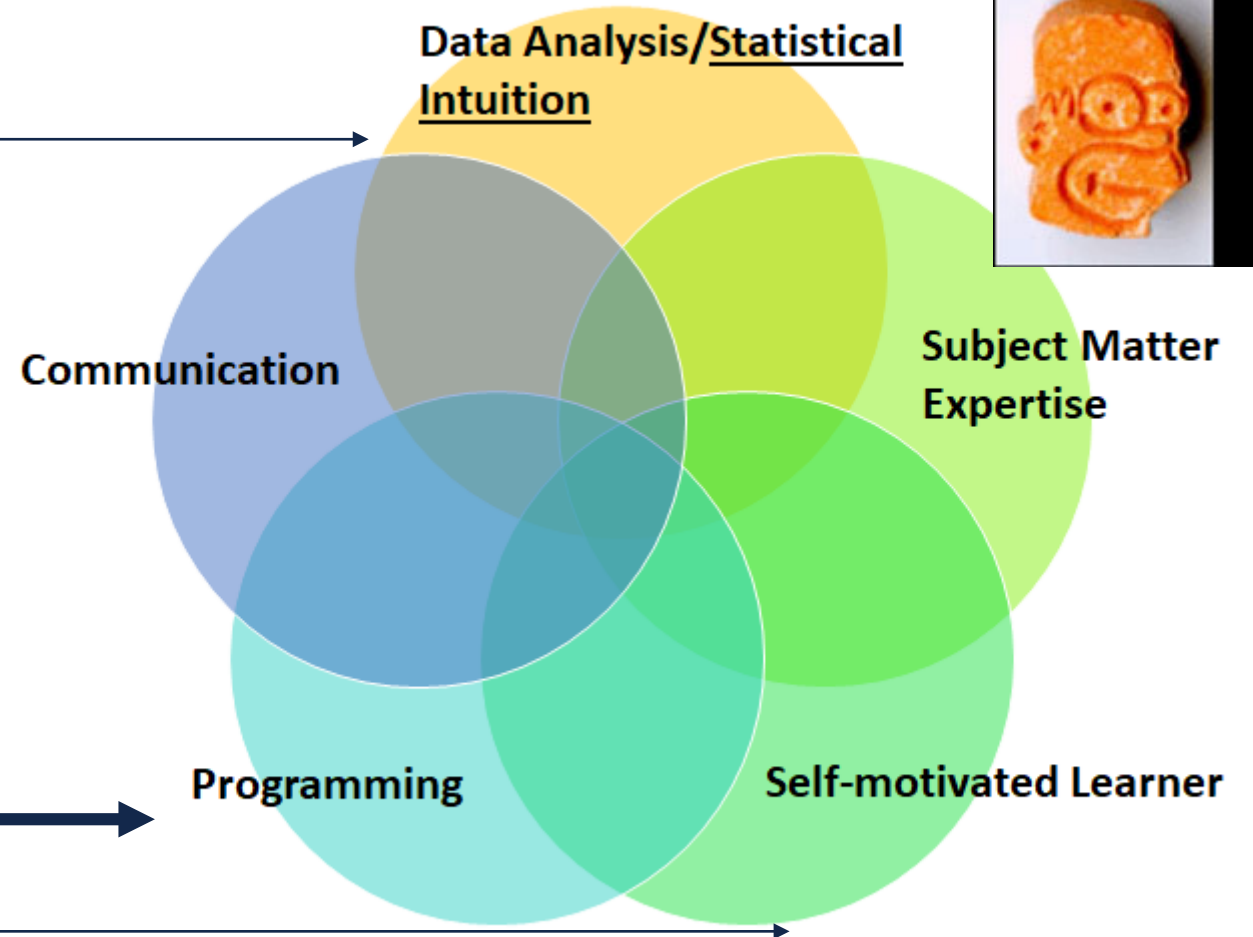 Data Analysis/Statistical
Intuition
Communication
Subject Matter
Expertise
Programming
Self-motivated Learner